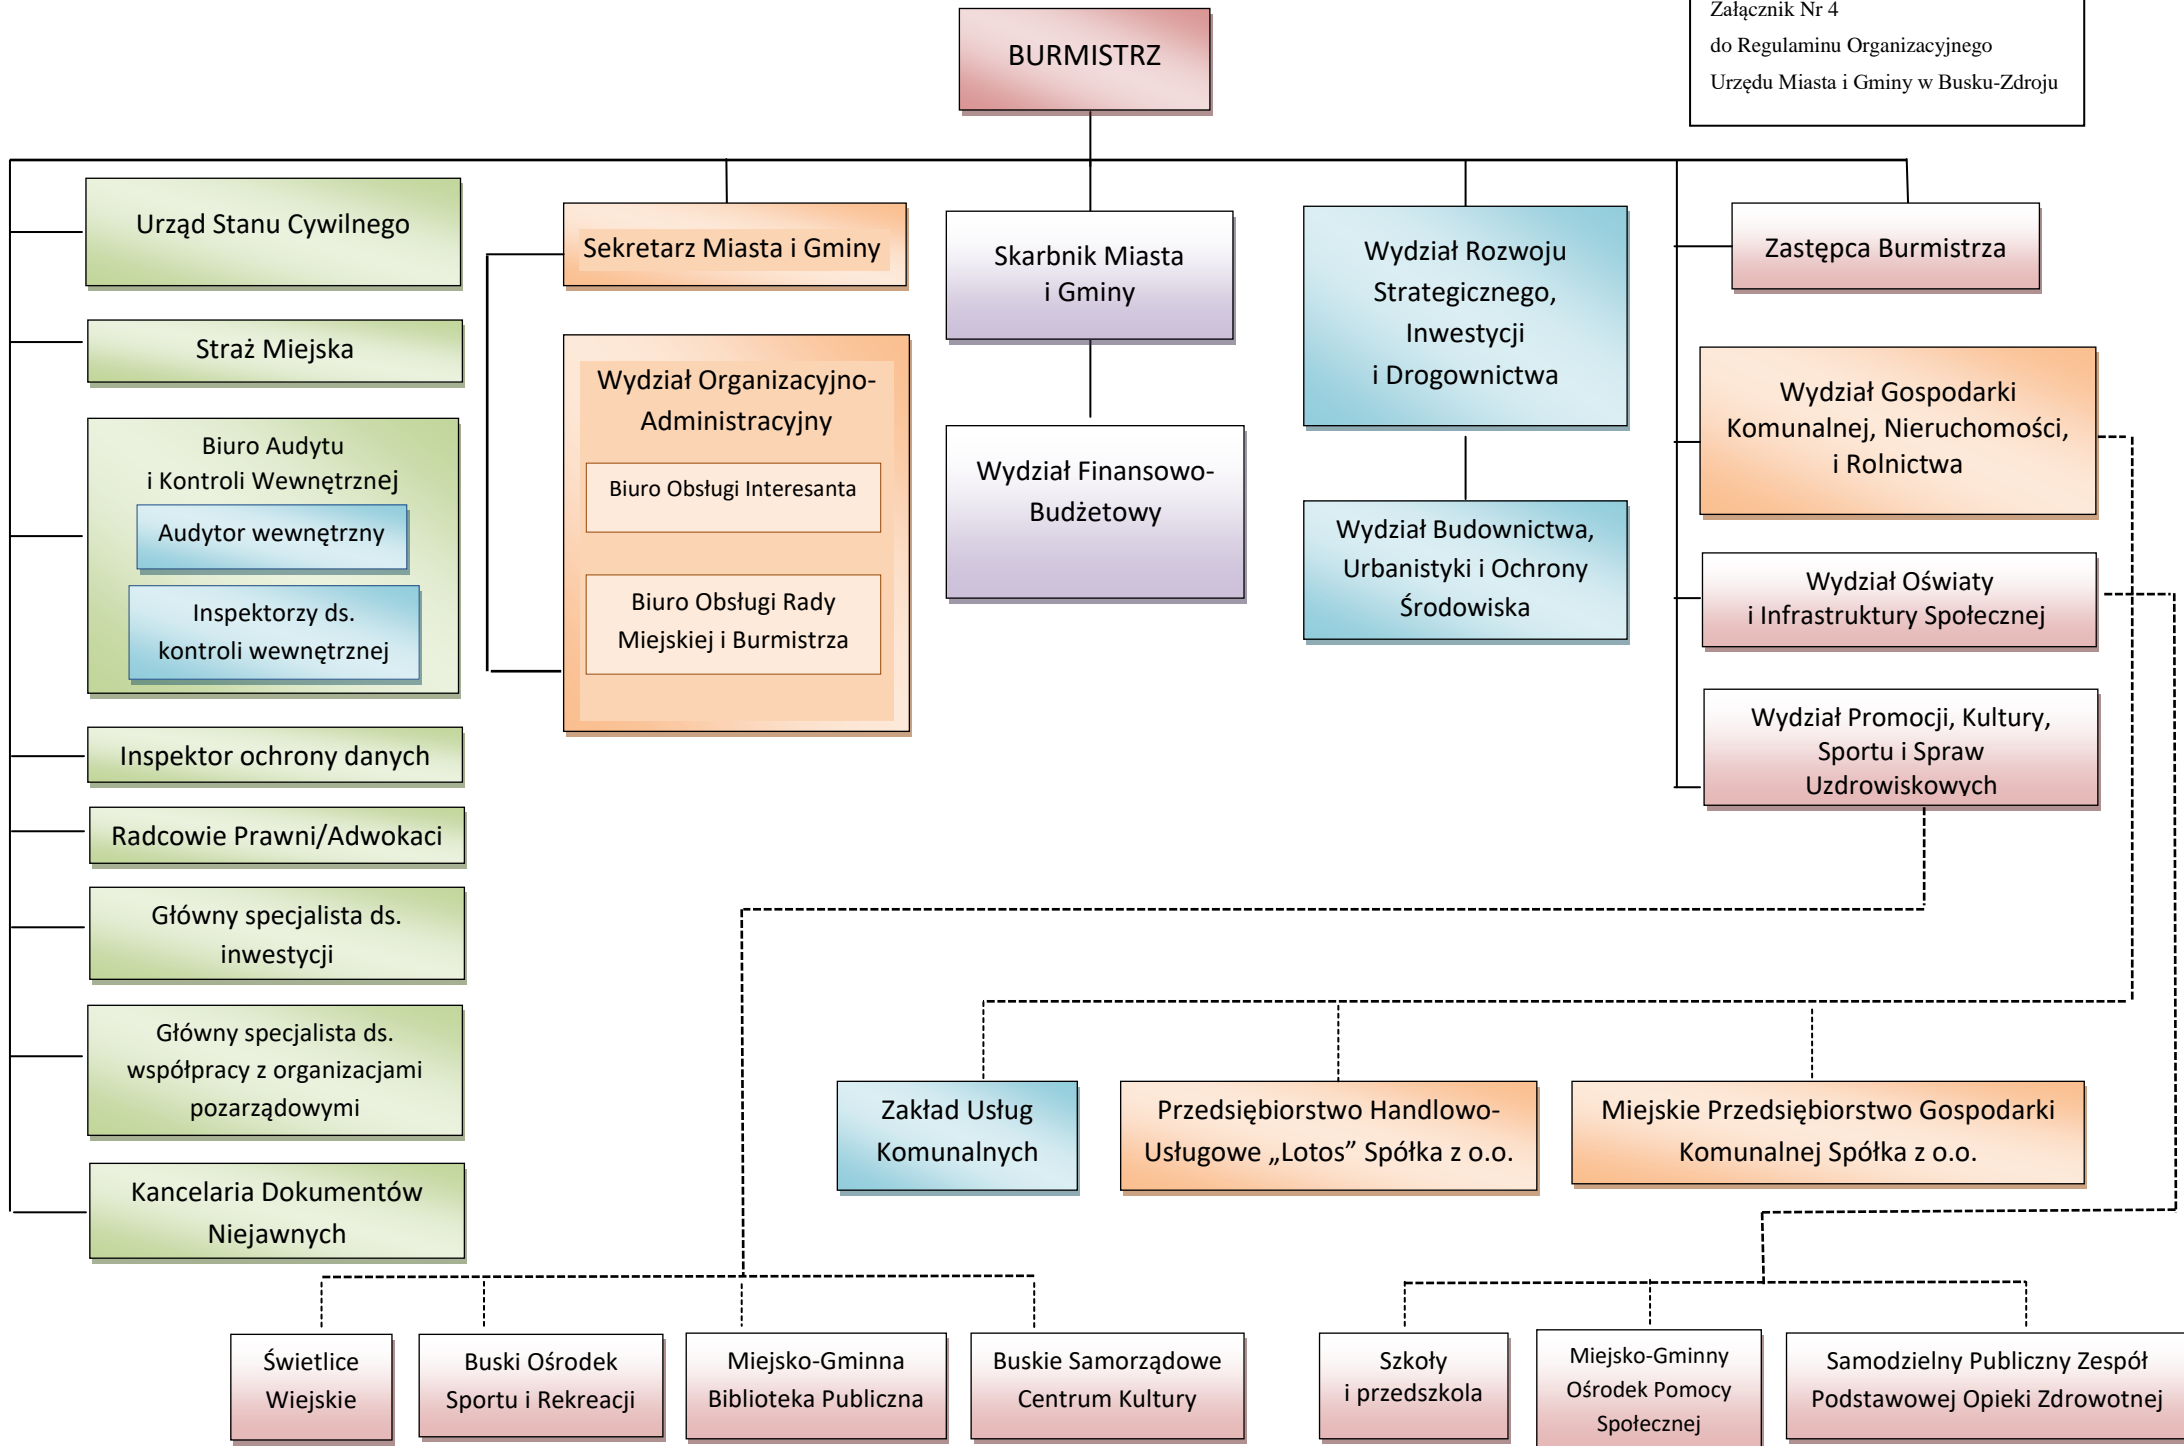 Załącznik Nr 4
do Regulaminu Organizacyjnego
Urzędu Miasta i Gminy w Busku-Zdroju
BURMISTRZ
Urząd Stanu Cywilnego
Straż Miejska
Biuro Audytu
i Kontroli Wewnętrznej
Audytor wewnętrzny
Inspektorzy ds.
kontroli wewnętrznej
Inspektor ochrony danych
Radcowie Prawni/Adwokaci
Główny specjalista ds.
inwestycji
Główny specjalista ds.
współpracy z organizacjami
pozarządowymi
Kancelaria Dokumentów
Niejawnych
Sekretarz Miasta i Gminy
Wydział Organizacyjno-
Administracyjny
Biuro Obsługi Interesanta
Biuro Obsługi Rady
Miejskiej i Burmistrza
Skarbnik Miasta
i Gminy
Wydział Finansowo-
Budżetowy
Wydział Rozwoju
Strategicznego,
Inwestycji
i Drogownictwa
Wydział Budownictwa,
Urbanistyki i Ochrony
Środowiska
Zastępca Burmistrza
Wydział Gospodarki
Komunalnej, Nieruchomości,
i Rolnictwa
Wydział Oświaty
i Infrastruktury Społecznej
Wydział Promocji, Kultury,
Sportu i Spraw
Uzdrowiskowych
Zakład Usług
Komunalnych
Przedsiębiorstwo Handlowo-
Usługowe „Lotos” Spółka z o.o.
Miejskie Przedsiębiorstwo Gospodarki
Komunalnej Spółka z o.o.
Świetlice
Wiejskie
Buski Ośrodek
Sportu i Rekreacji
Miejsko-Gminna
Biblioteka Publiczna
Buskie Samorządowe
Centrum Kultury
Szkoły
i przedszkola
Miejsko-Gminny
Ośrodek Pomocy
Społecznej
Samodzielny Publiczny Zespół
Podstawowej Opieki Zdrowotnej